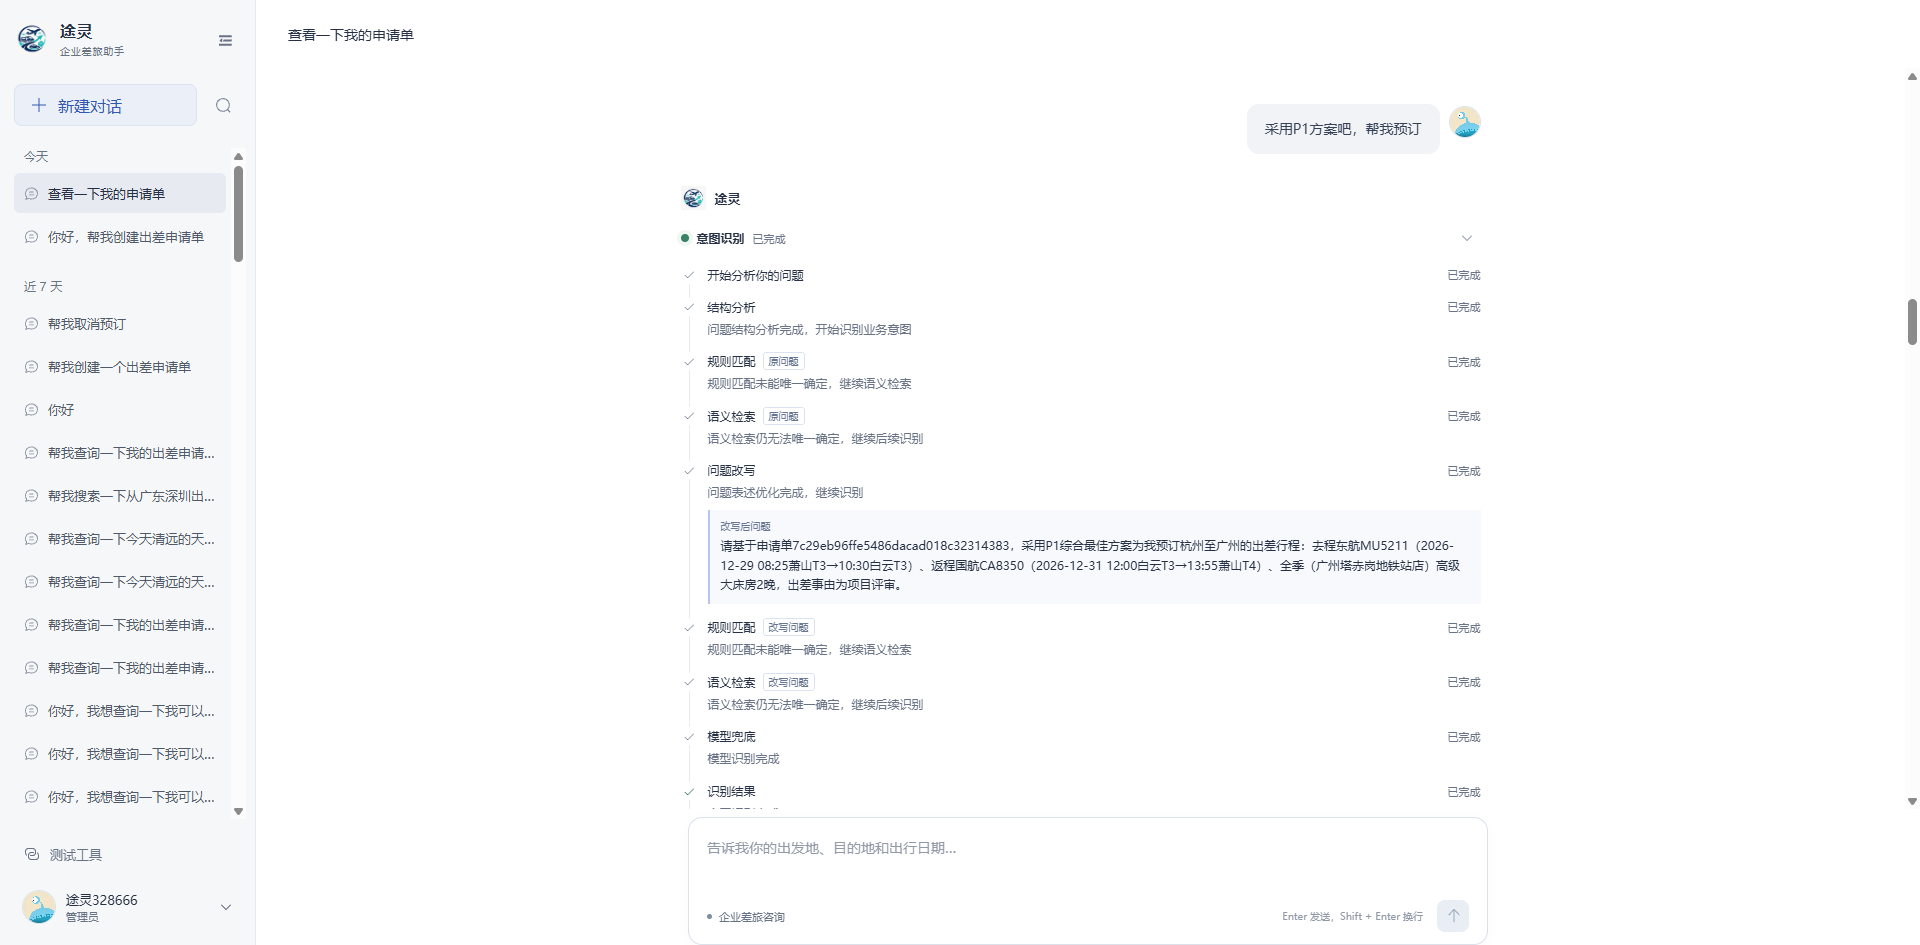 途灵
企业差旅助手
新建对话
今天
查看一下我的申请单
你好，帮我创建出差申请单
近 7 天
帮我取消预订
帮我创建一个出差申请单
你好
帮我查询一下我的出差申请...
帮我搜索一下从广东深圳出...
帮我查询一下今天清远的天...
帮我查询一下今天清远的天...
帮我查询一下我的出差申请...
帮我查询一下我的出差申请...
你好，我想查询一下我可以...
你好，我想查询一下我可以...
你好，我想查询一下我可以...
测试工具
途灵328666
管理员
查看一下我的申请单
采用P1方案吧，帮我预订
途灵
意图识别 已完成
开始分析你的问题 已完成
结构分析 已完成
问题结构分析完成，开始识别业务意图
规则匹配 原问题 已完成
规则匹配未能唯一确定，继续语义检索
语义检索 原问题 已完成
语义检索仍无法唯一确定，继续后续识别
问题改写 已完成
问题表述优化完成，继续识别
改写后问题
请基于申请单7c29eb96ffe5486dacad018c32314383，采用P1综合最佳方案为我预订杭州至广州的出差行程：去程东航MU5211（2026-
12-29 08:25萧山T3→10:30白云T3）、返程国航CA8350（2026-12-31 12:00白云T3→13:55萧山T4）、全季（广州塔赤岗地铁站店）高级
大床房2晚，出差事由为项目评审。
规则匹配 改写问题 已完成
规则匹配未能唯一确定，继续语义检索
语义检索 改写问题 已完成
语义检索仍无法唯一确定，继续后续识别
模型兜底 已完成
模型识别完成
识别结果 已完成
告诉我你的出发地、目的地和出行日期...
企业差旅咨询
Enter 发送，Shift + Enter 换行